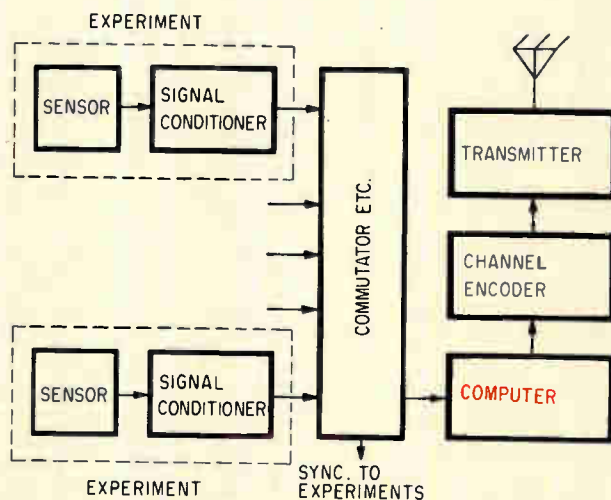 EXPERIMENT
SENSOR
SIGNAL
CONDITIONER
COMMUTATOR ETC.
TRANSMITTER
CHANNEL
ENCODER
COMPUTER
SENSOR
SIGNAL
CONDITIONER
EXPERIMENT
SYNC. TO
EXPERIMENTS